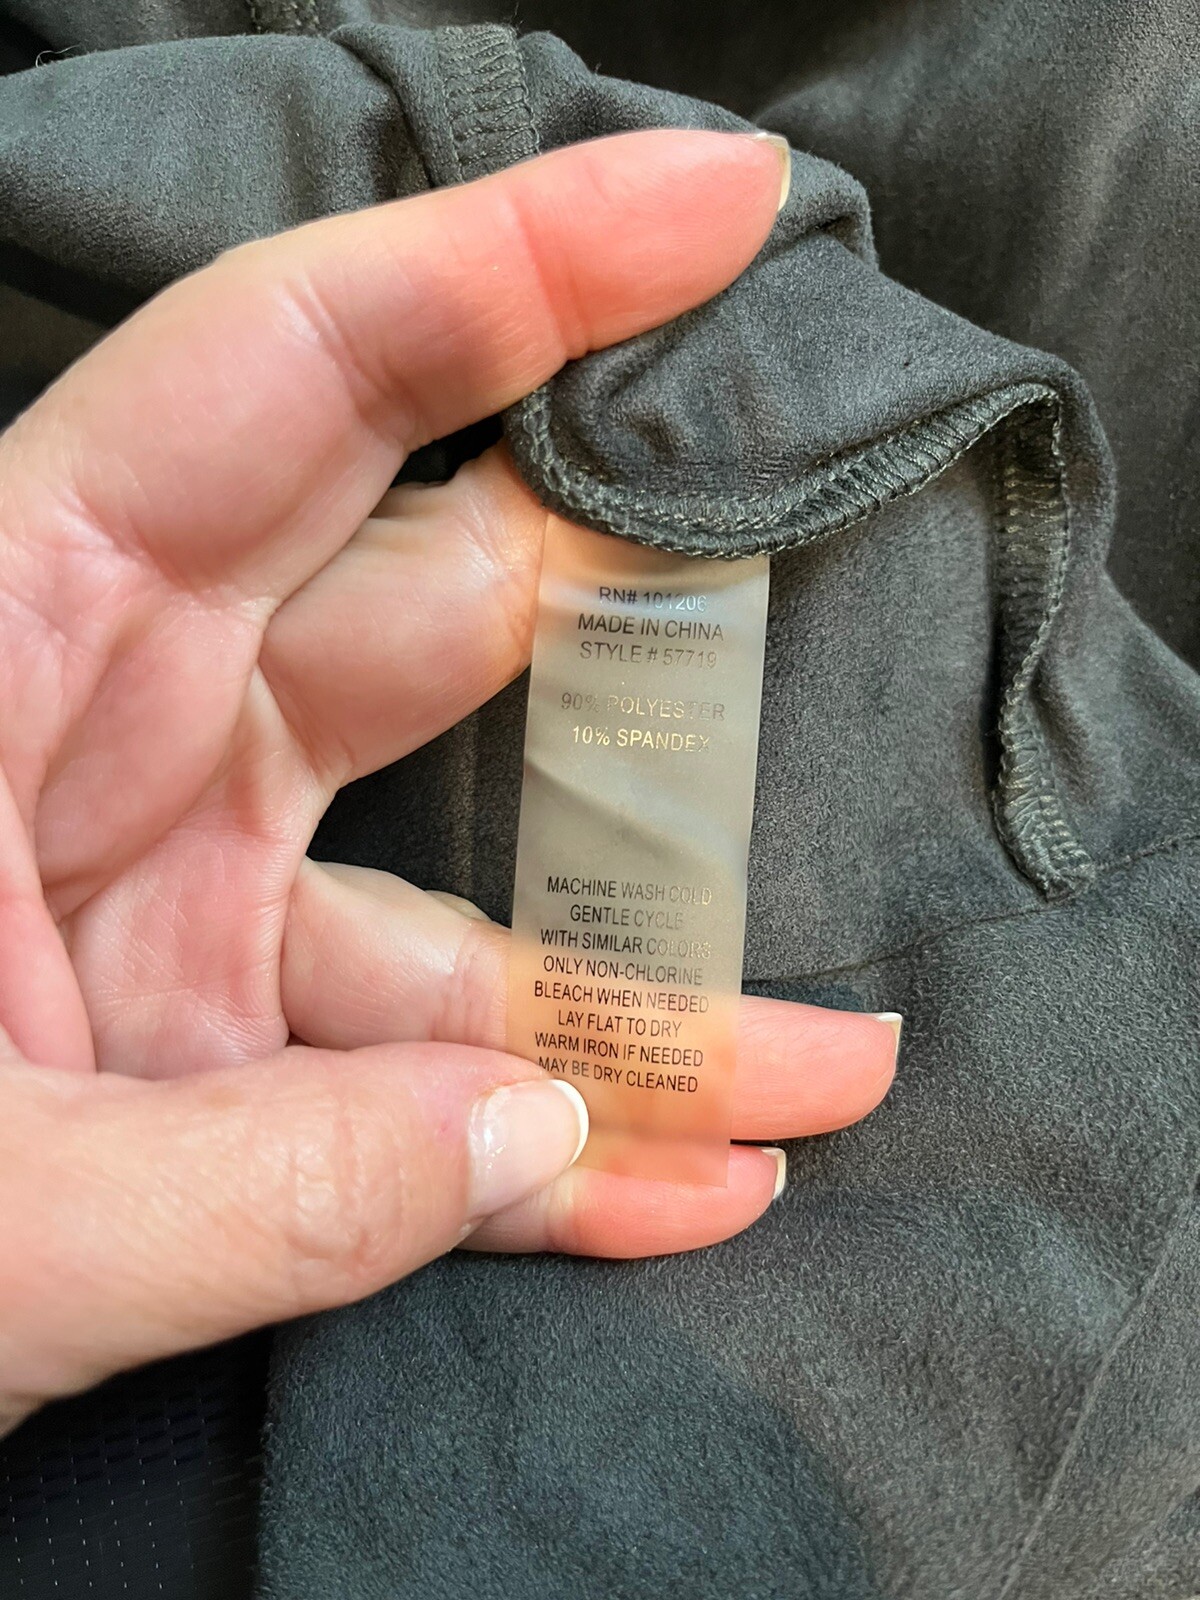 RN# 101206
MADE IN CHINA
STYLE # 57719
90% POLYESTER
10% SPANDEX
MACHINE WASH COLD
GENTLE CYCLE
WITH SIMILAR COLORS
ONLY NON-CHLORINE
BLEACH WHEN NEEDED
LAY FLAT TO DRY
WARM IRON IF NEEDED
MAY BE DRY CLEANED